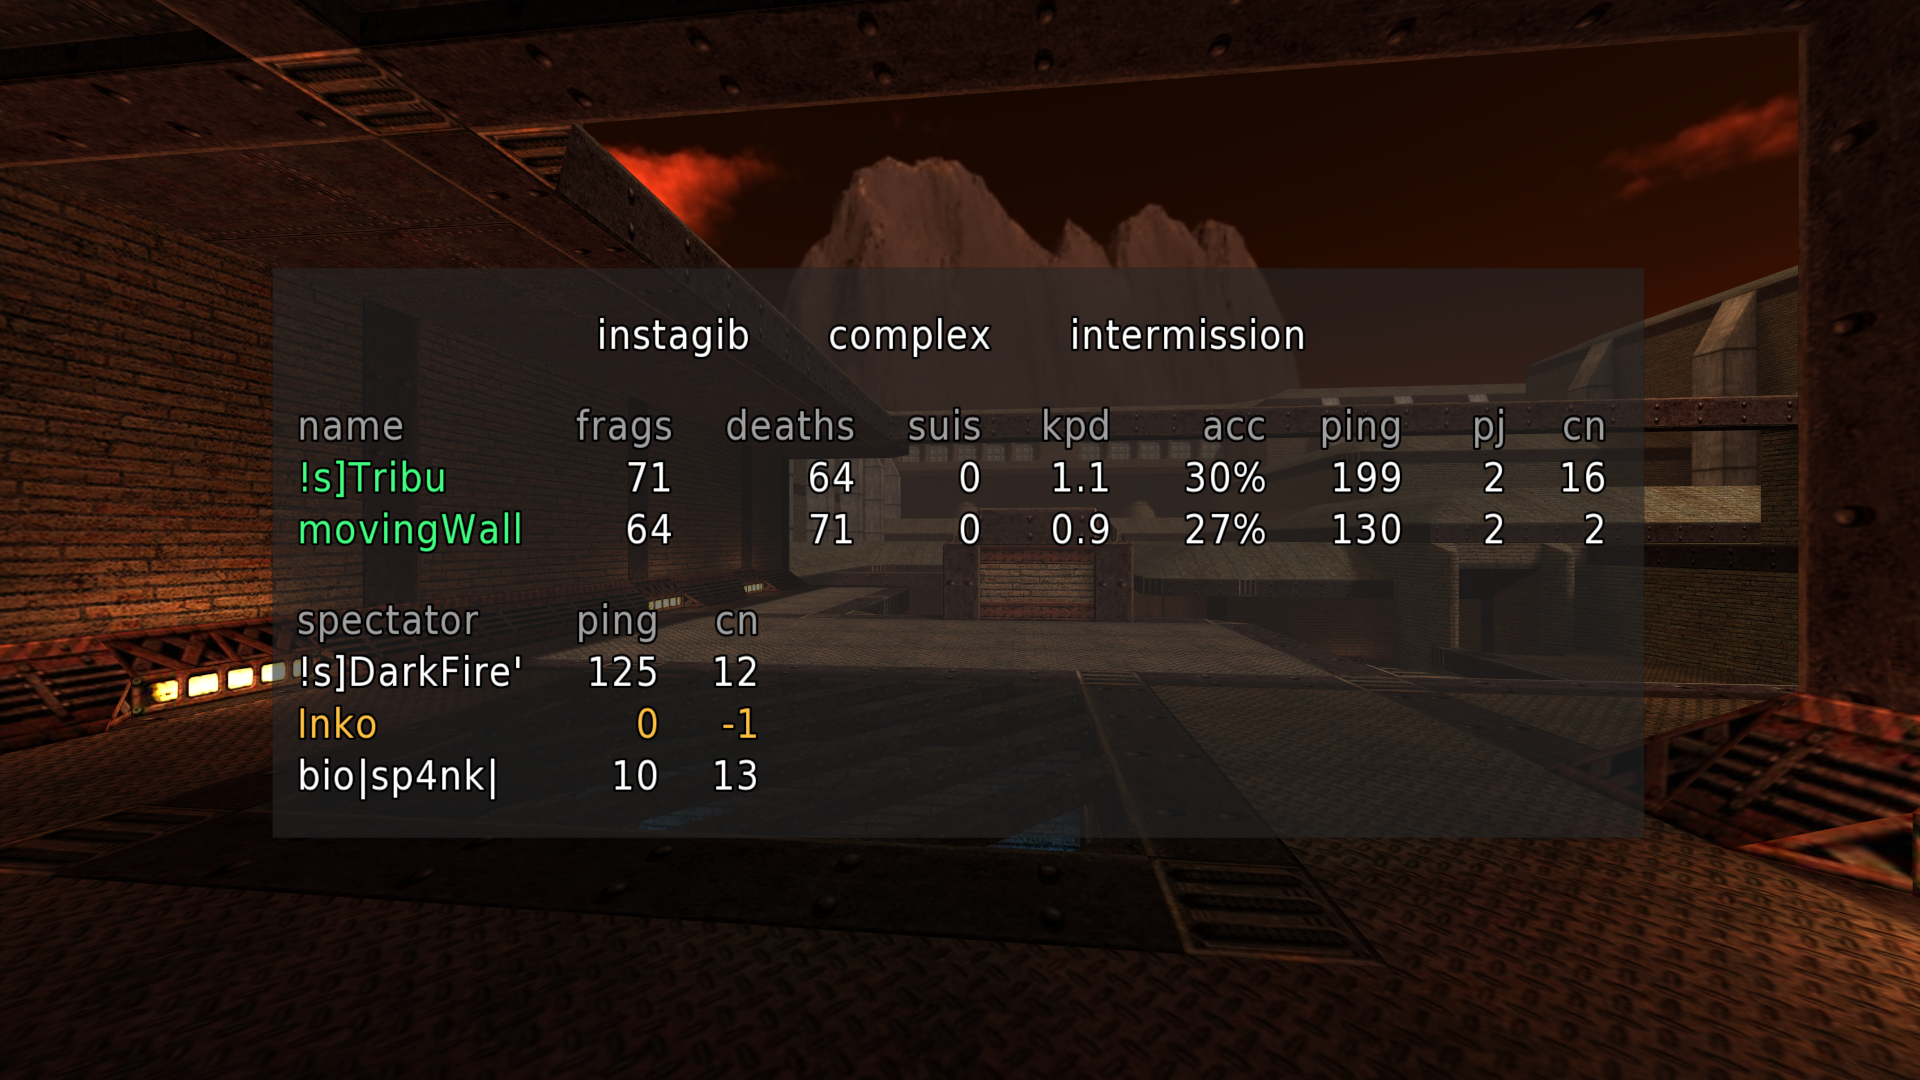 instagib complex intermission
name frags deaths suis kpd acc ping pj cn
!s]Tribu 71 64 0 1.1 30% 199 2 16
movingWall 64 71 0 0.9 27% 130 2 2
spectator ping cn
!s]DarkFire' 125 12
Inko 0 -1
bio|sp4nk| 10 13